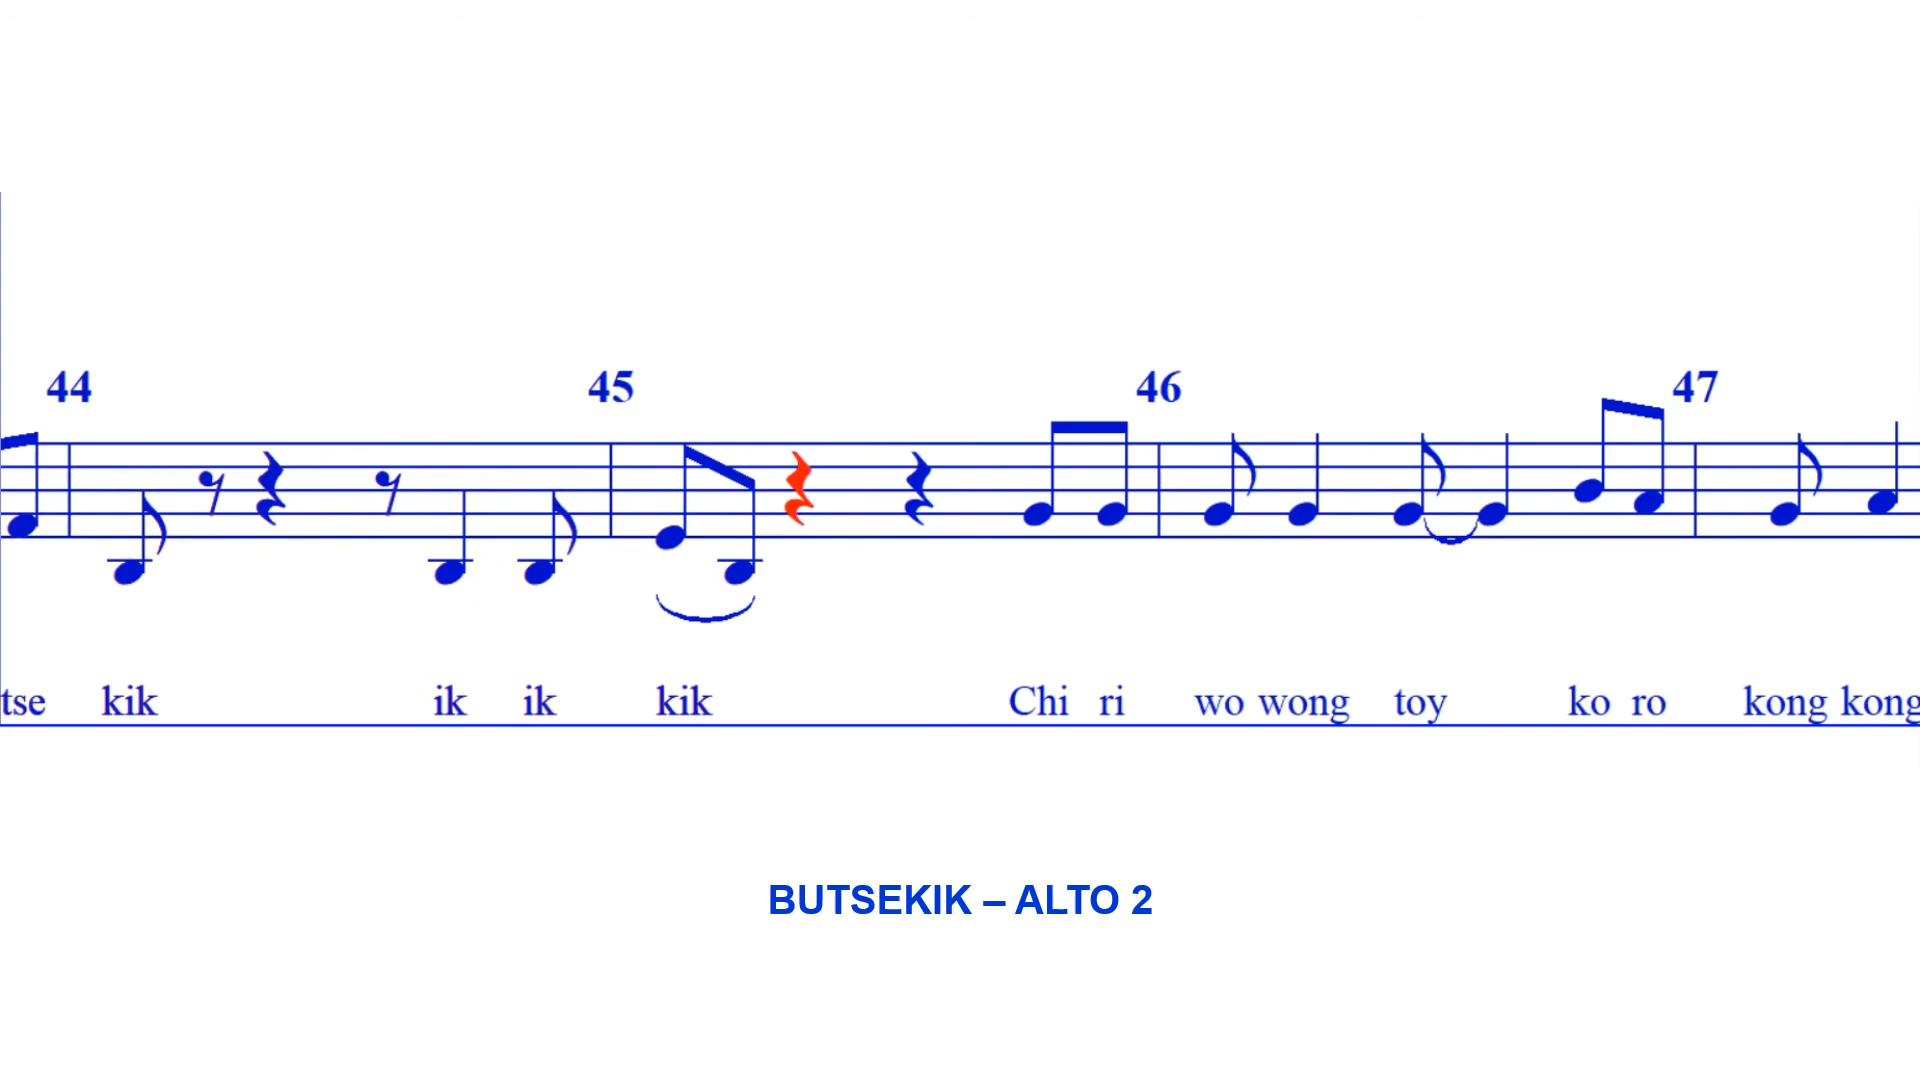 44 45 46 47
tse kik ik ik kik Chi ri wo wong toy ko ro kong kong
BUTSEKIK – ALTO 2